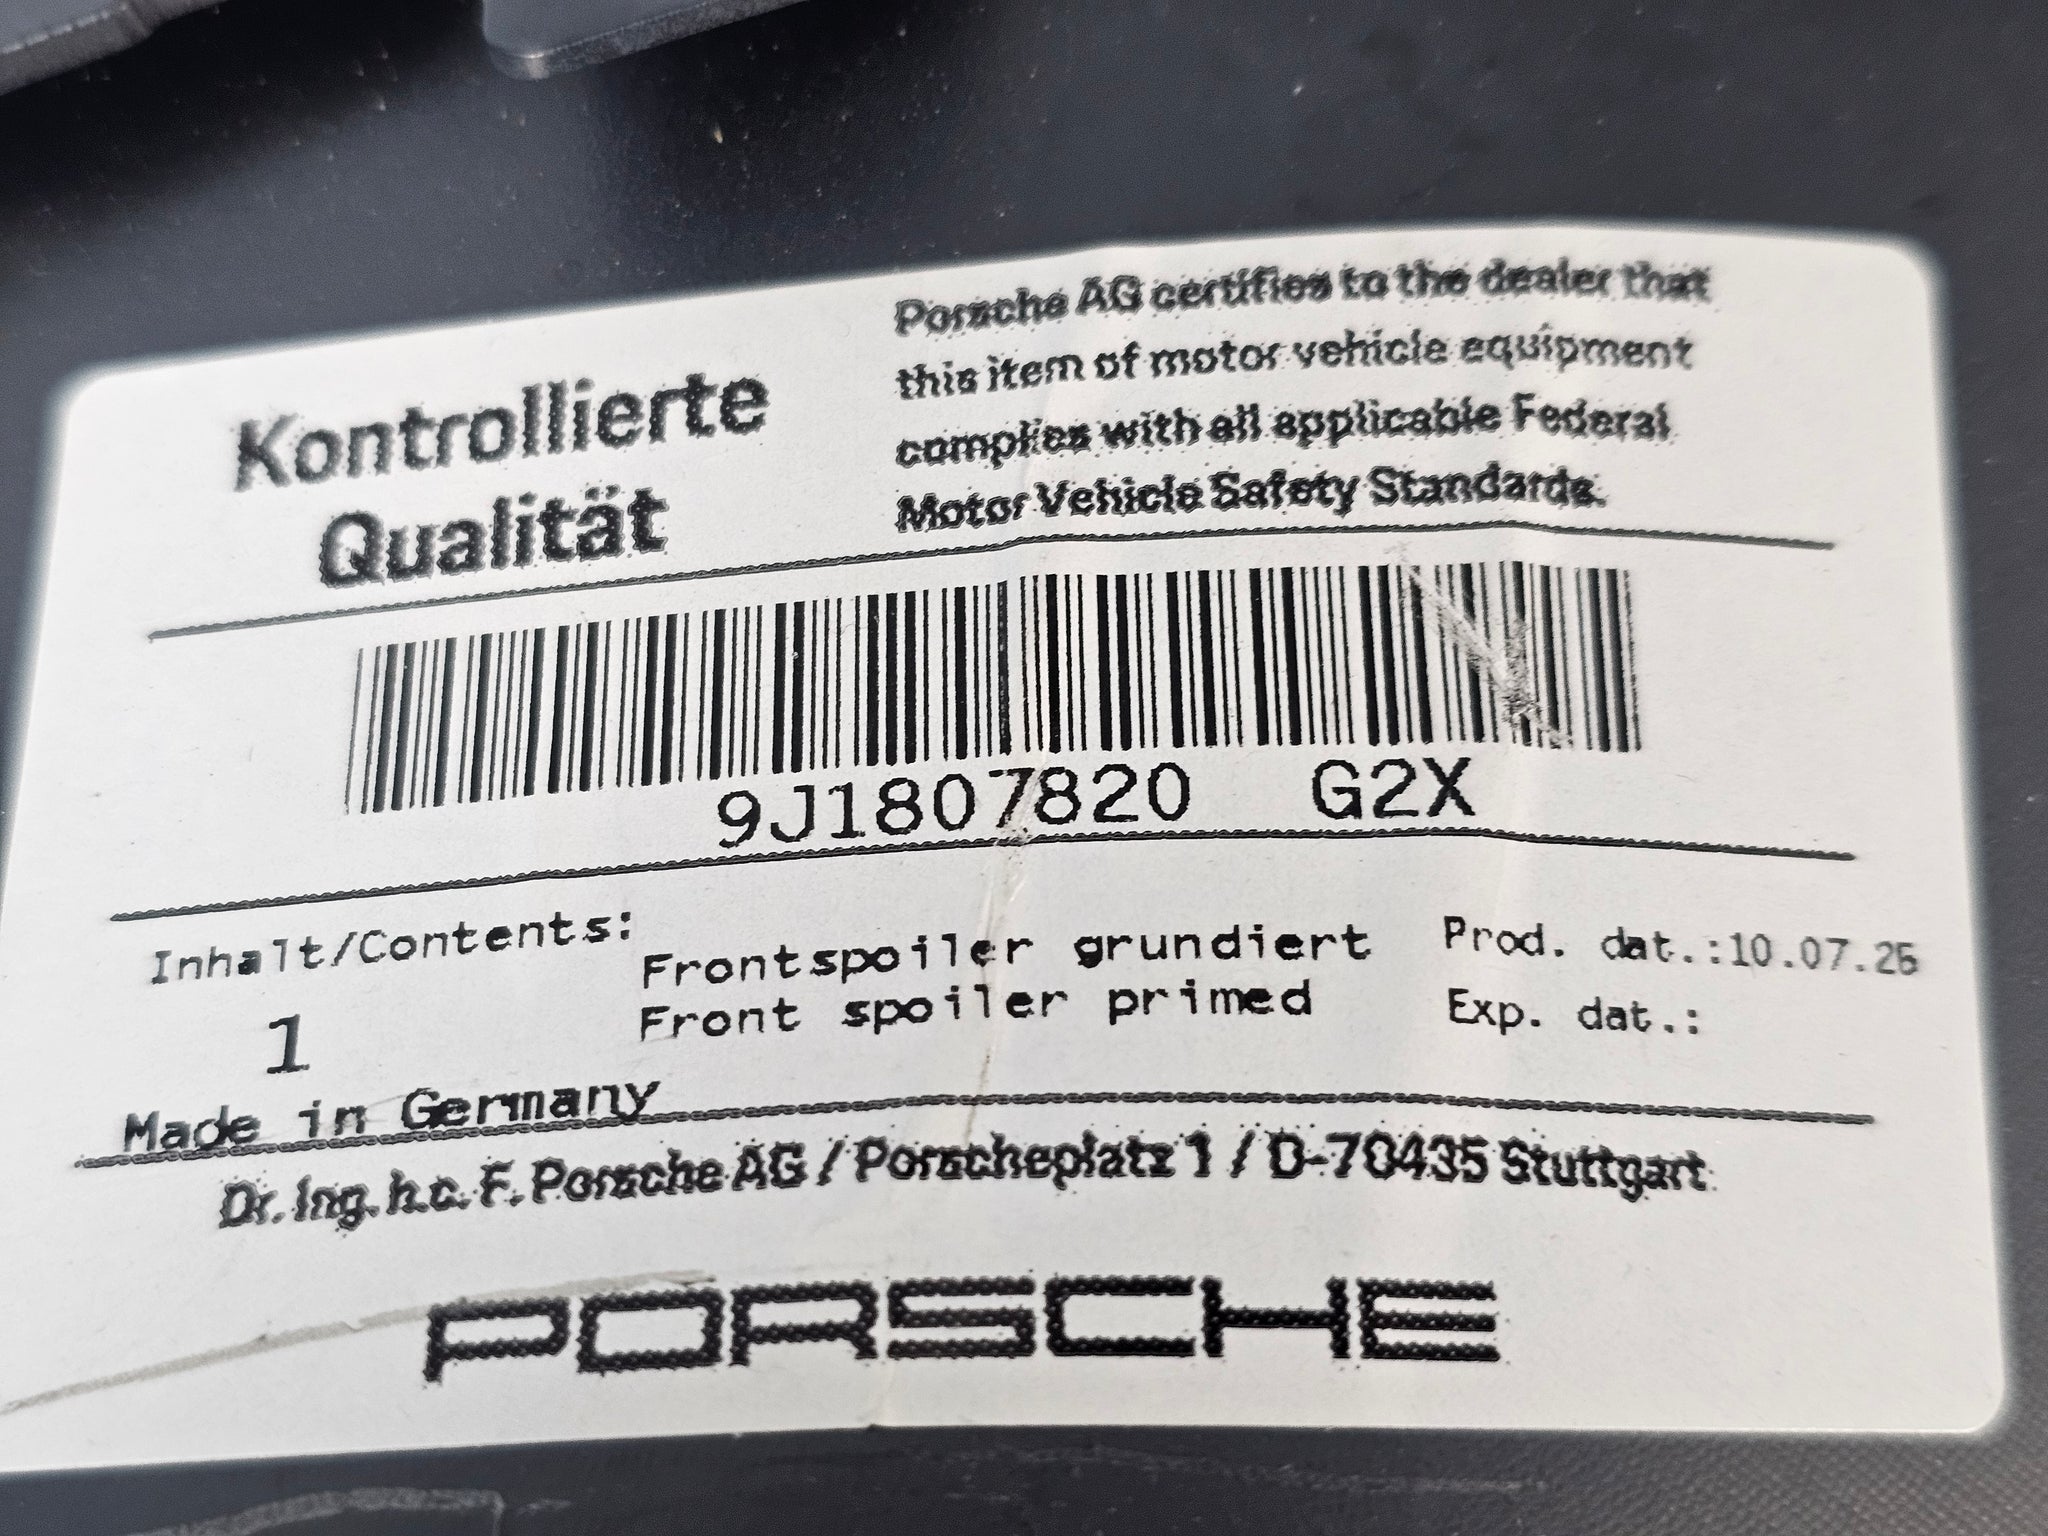 Kontrollierte
Qualität
Porsche AG certifies to the dealer that
this item of motor vehicle equipment
complies with all applicable Federal
Motor Vehicle Safety Standards.
9J1807820 G2X
Inhalt/Contents:
1
Frontspoiler grundiert
Front spoiler primed
Prod. dat.:10.07.25
Exp. dat.:
Made in Germany
Dr. Ing. h.c. F. Porsche AG / Porscheplatz 1 / D-70435 Stuttgart
PORSCHE